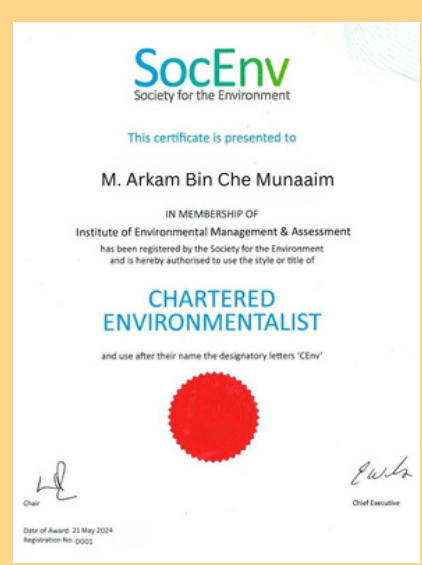 SocEnv
Society for the Environment
This certificate is presented to
M. Arkam Bin Che Munaaim
IN MEMBERSHIP OF
Institute of Environmental Management & Assessment
has been registered by the Society for the Environment
and is hereby authorised to use the style or title of
CHARTERED
ENVIRONMENTALIST
and use after their name the designatory letters 'CEnv'
Chair
Chief Executive
Date of Award: 21 May 2024
Registration No: 0001